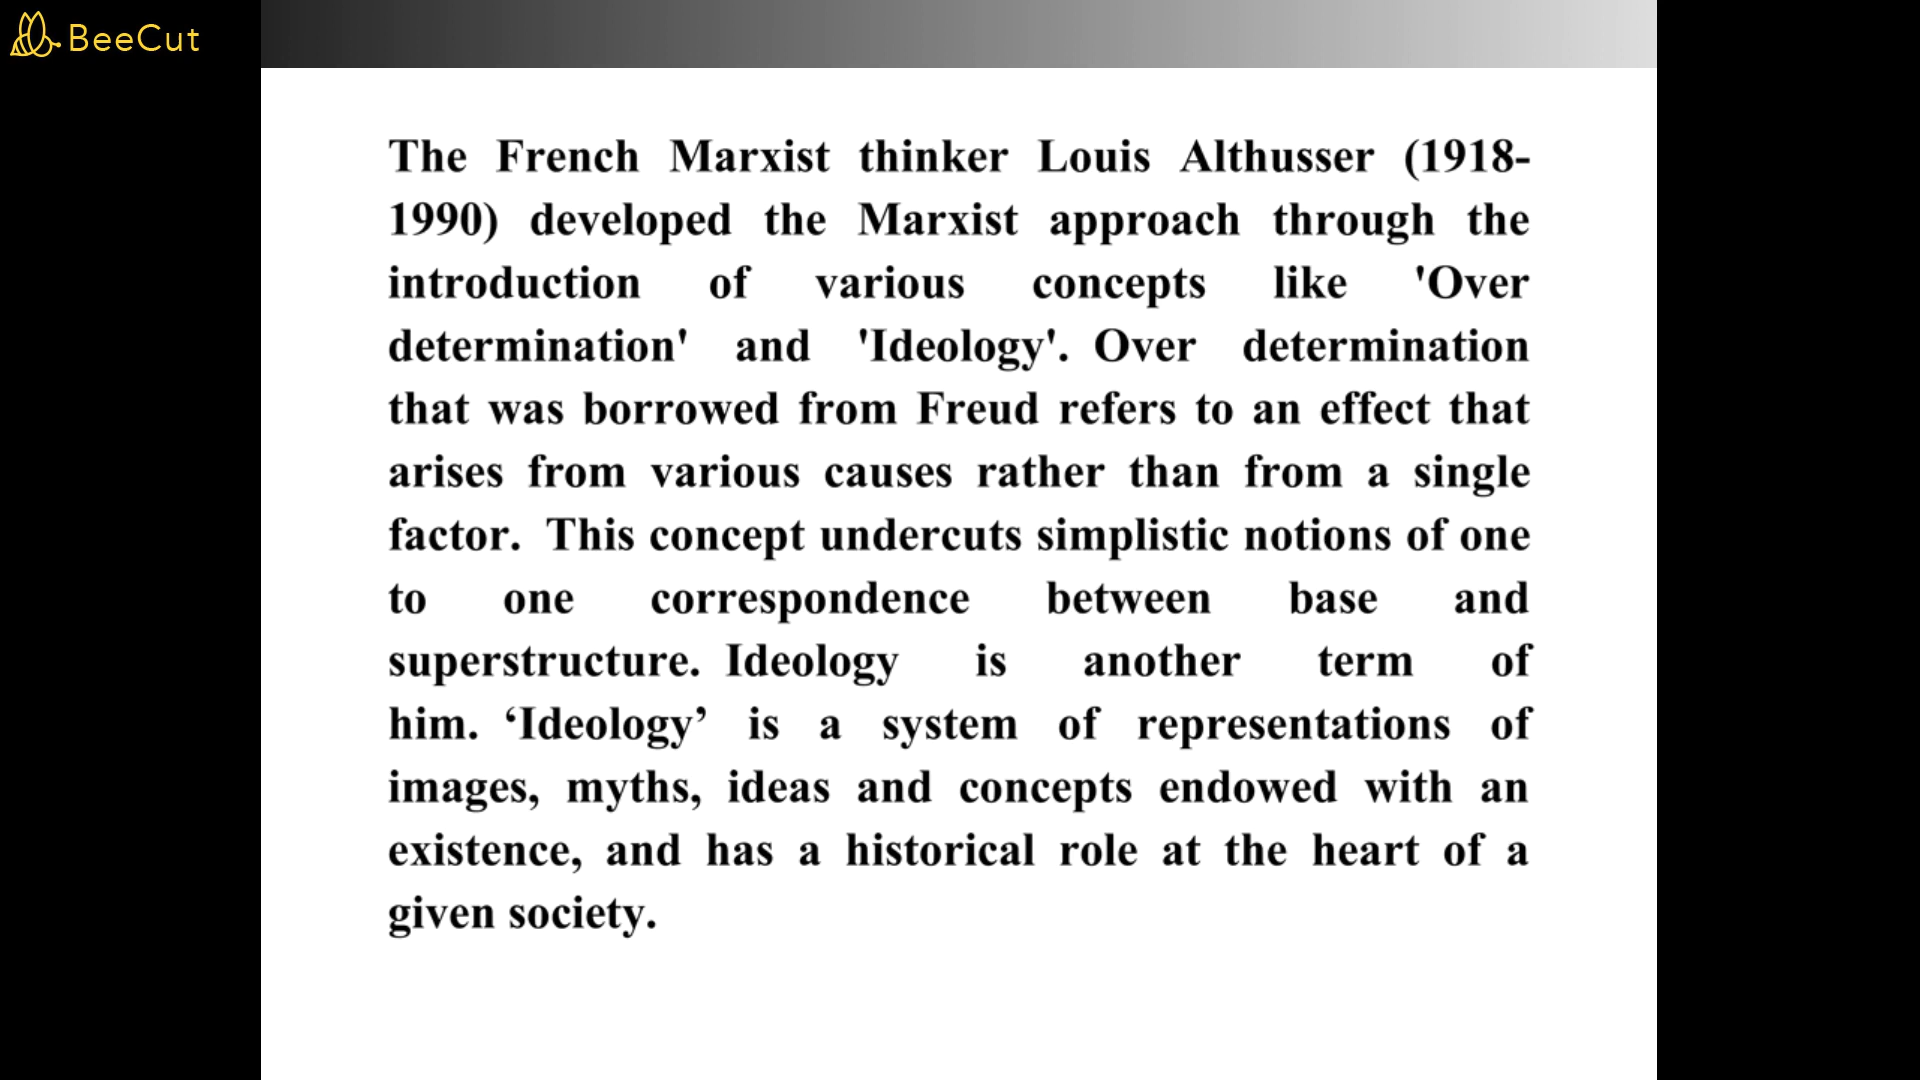 BeeCut
The French Marxist thinker Louis Althusser (1918-
1990) developed the Marxist approach through the
introduction of various concepts like 'Over
determination' and 'Ideology'. Over determination
that was borrowed from Freud refers to an effect that
arises from various causes rather than from a single
factor. This concept undercuts simplistic notions of one
to one correspondence between base and
superstructure. Ideology is another term of
him. ‘Ideology’ is a system of representations of
images, myths, ideas and concepts endowed with an
existence, and has a historical role at the heart of a
given society.